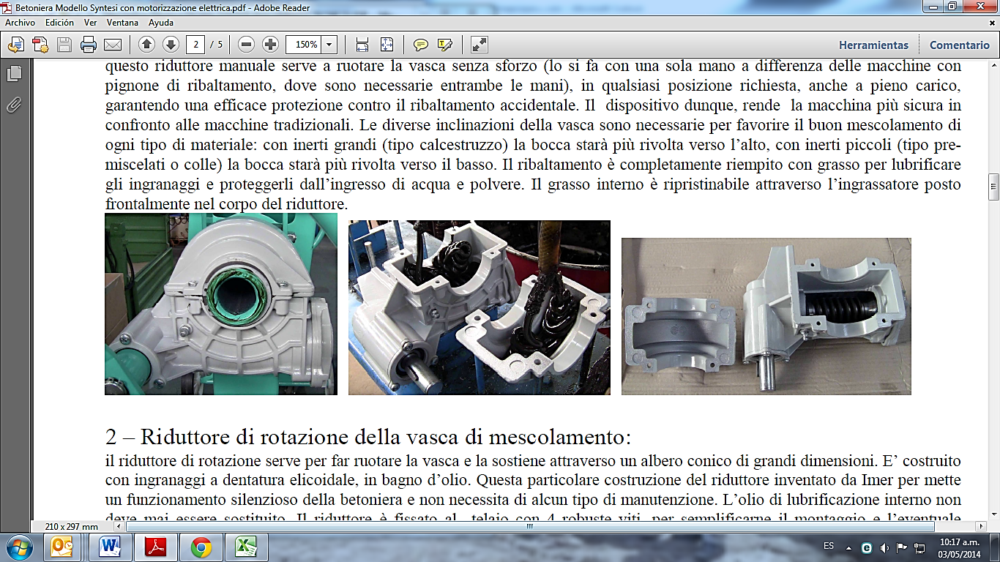 Betoniera Modello Syntesi con motorizzazione elettrica.pdf - Adobe Reader
Archivo Edición Ver Ventana Ayuda
2 / 5 150% Herramientas Comentario
questo riduttore manuale serve a ruotare la vasca senza sforzo (lo si fa con una sola mano a differenza delle macchine con
pignone di ribaltamento, dove sono necessarie entrambe le mani), in qualsiasi posizione richiesta, anche a pieno carico,
garantendo una efficace protezione contro il ribaltamento accidentale. Il dispositivo dunque, rende la macchina più sicura in
confronto alle macchine tradizionali. Le diverse inclinazioni della vasca sono necessarie per favorire il buon mescolamento di
ogni tipo di materiale: con inerti grandi (tipo calcestruzzo) la bocca starà più rivolta verso l'alto, con inerti piccoli (tipo pre-
miscelati o colle) la bocca starà più rivolta verso il basso. Il ribaltamento è completamente riempito con grasso per lubrificare
gli ingranaggi e proteggerli dall'ingresso di acqua e polvere. Il grasso interno è ripristinabile attraverso l'ingrassatore posto
frontalmente nel corpo del riduttore.
2 – Riduttore di rotazione della vasca di mescolamento:
il riduttore di rotazione serve per far ruotare la vasca e la sostiene attraverso un albero conico di grandi dimensioni. E' costruito
con ingranaggi a dentatura elicoidale, in bagno d'olio. Questa particolare costruzione del riduttore inventato da Imer per mette
un funzionamento silenzioso della betoniera e non necessita di alcun tipo di manutenzione. L'olio di lubrificazione interno non
deve mai essere sostituito. Il riduttore è fissato al telaio con 4 robuste viti, per semplificarne il montaggio e l'eventuale
210 x 297 mm
ES 10:17 a.m.
03/05/2014